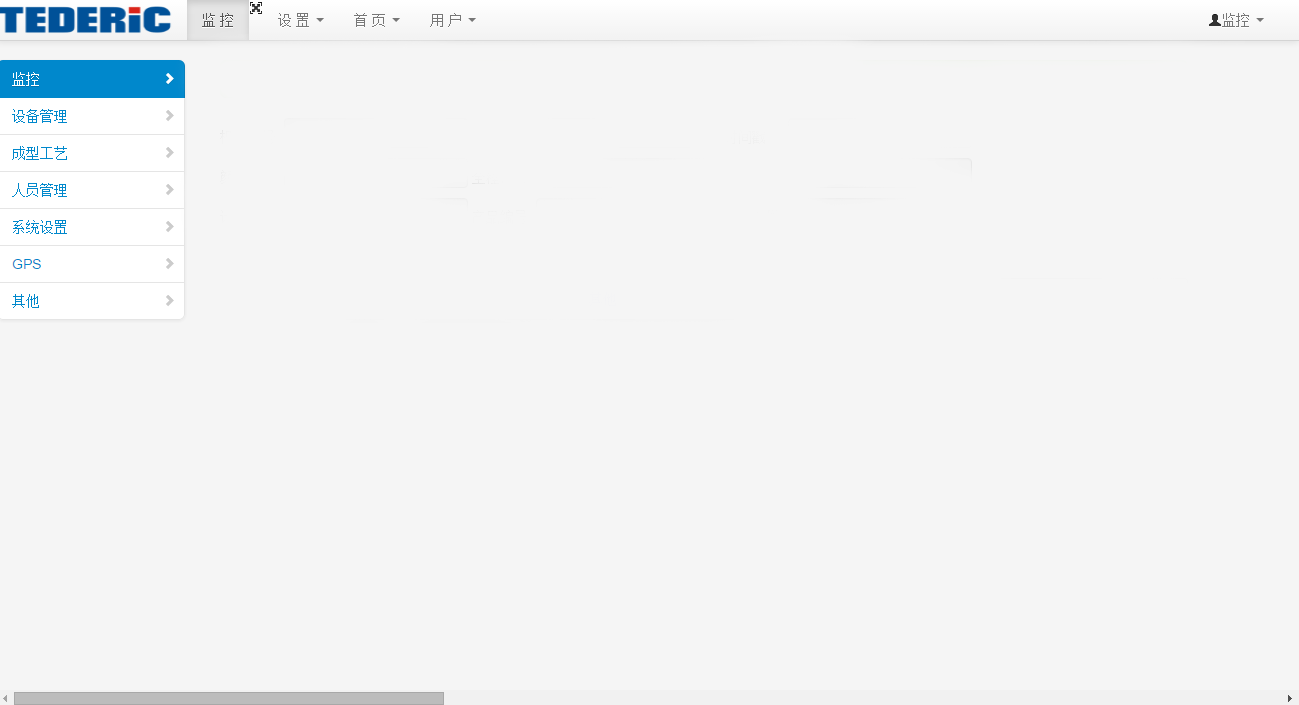 TEDERiC 监控 设置 首页 用户 监控
监控
设备管理
成型工艺
人员管理
系统设置
GPS
其他